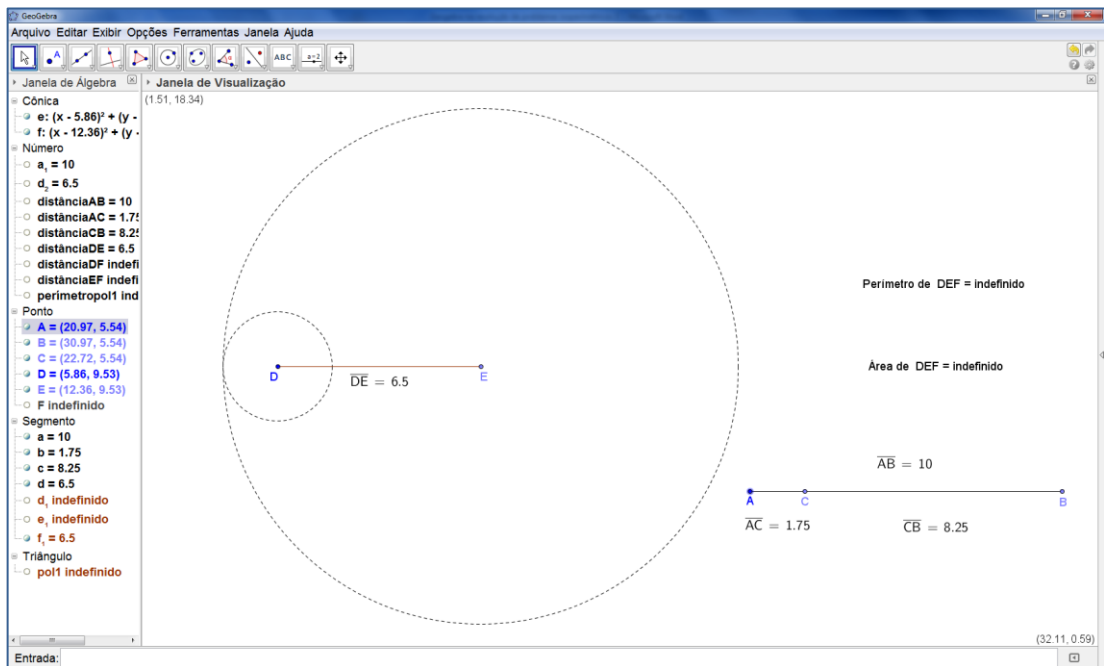 GeoGebra
Arquivo Editar Exibir Opções Ferramentas Janela Ajuda
A
ABC
a=2
Janela de Álgebra
Janela de Visualização
(1.51, 18.34)
Cônica
e: (x - 5.86)² + (y -
f: (x - 12.36)² + (y -
Número
a₁ = 10
d₂ = 6.5
distânciaAB = 10
distânciaAC = 1.75
distânciaCB = 8.25
distânciaDE = 6.5
distânciaDF indefi
distânciaEF indefi
perímetropol1 ind
Ponto
A = (20.97, 5.54)
B = (30.97, 5.54)
C = (22.72, 5.54)
D = (5.86, 9.53)
E = (12.36, 9.53)
F indefinido
Segmento
a = 10
b = 1.75
c = 8.25
d = 6.5
d₁ indefinido
e₁ indefinido
f₁ = 6.5
Triângulo
pol1 indefinido
Perímetro de DEF = indefinido
Área de DEF = indefinido
D
E
DE = 6.5
AB = 10
A
C
B
AC = 1.75
CB = 8.25
(32.11, 0.59)
Entrada: